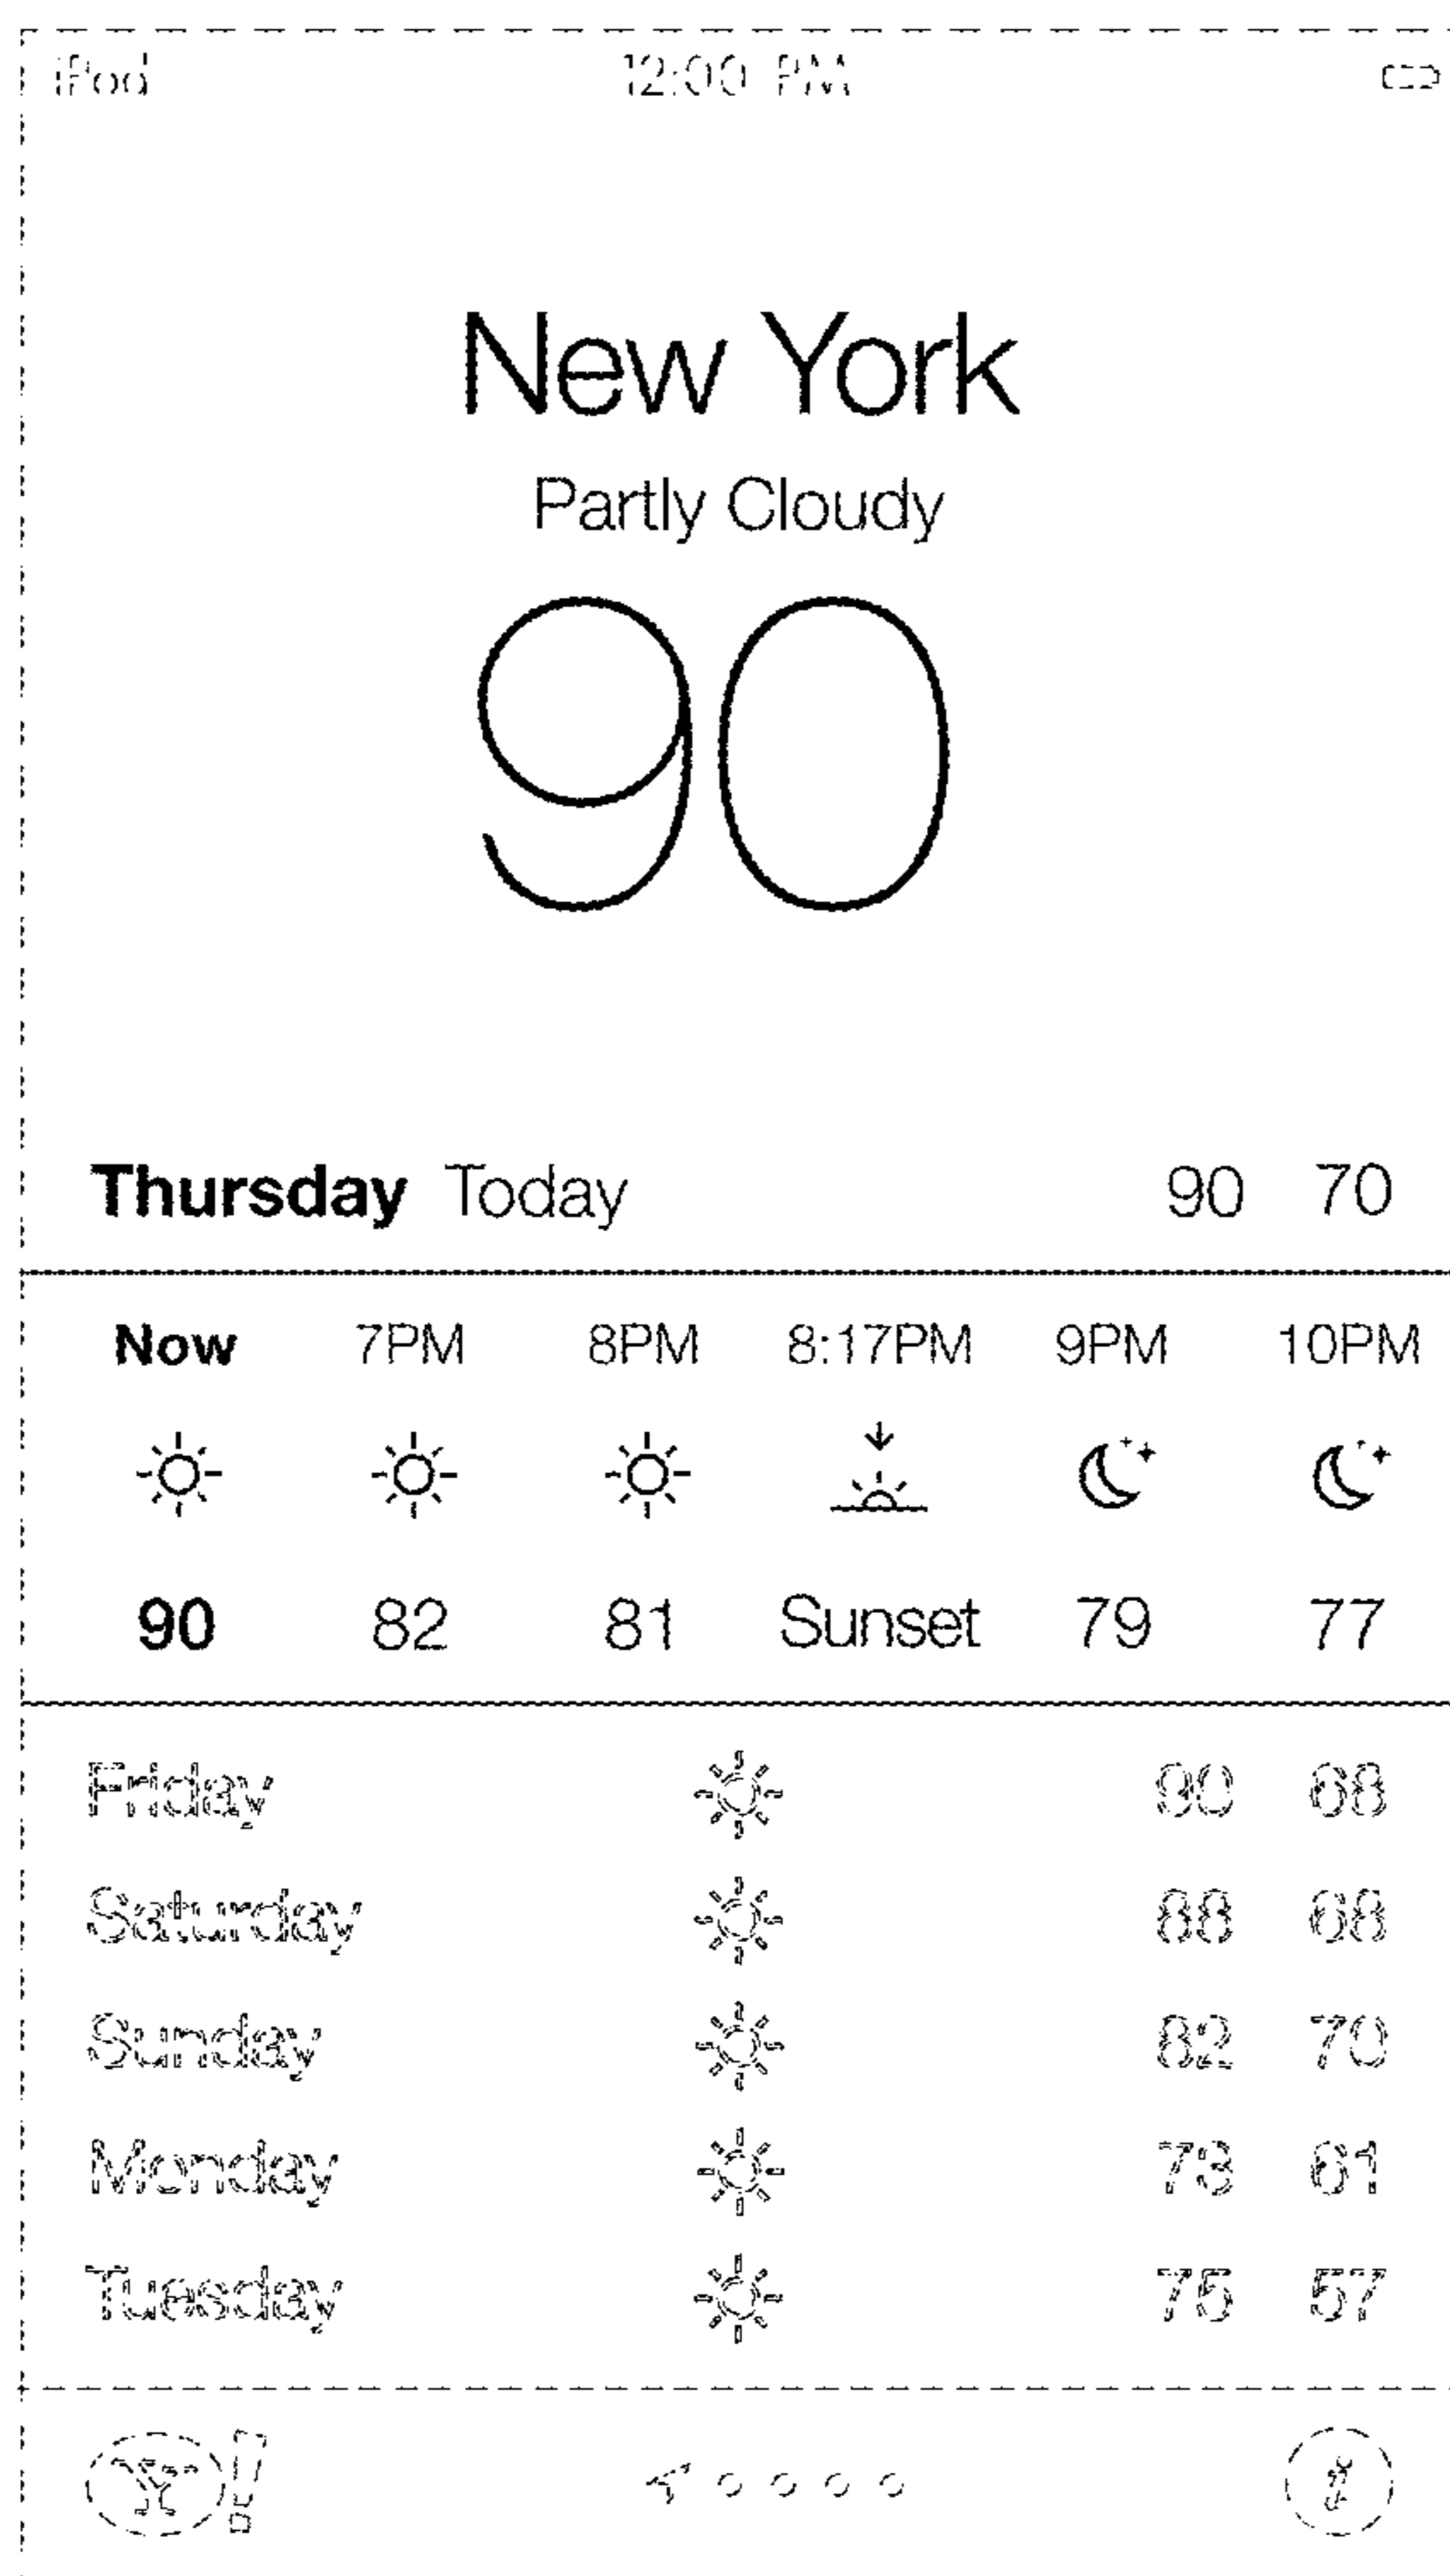 iPod 12:00 PM
New York
Partly Cloudy
90
Thursday Today 90 70
Now 7PM 8PM 8:17PM 9PM 10PM
90 82 81 Sunset 79 77
Friday 90 68
Saturday 88 68
Sunday 82 70
Monday 73 61
Tuesday 75 57
Y! i